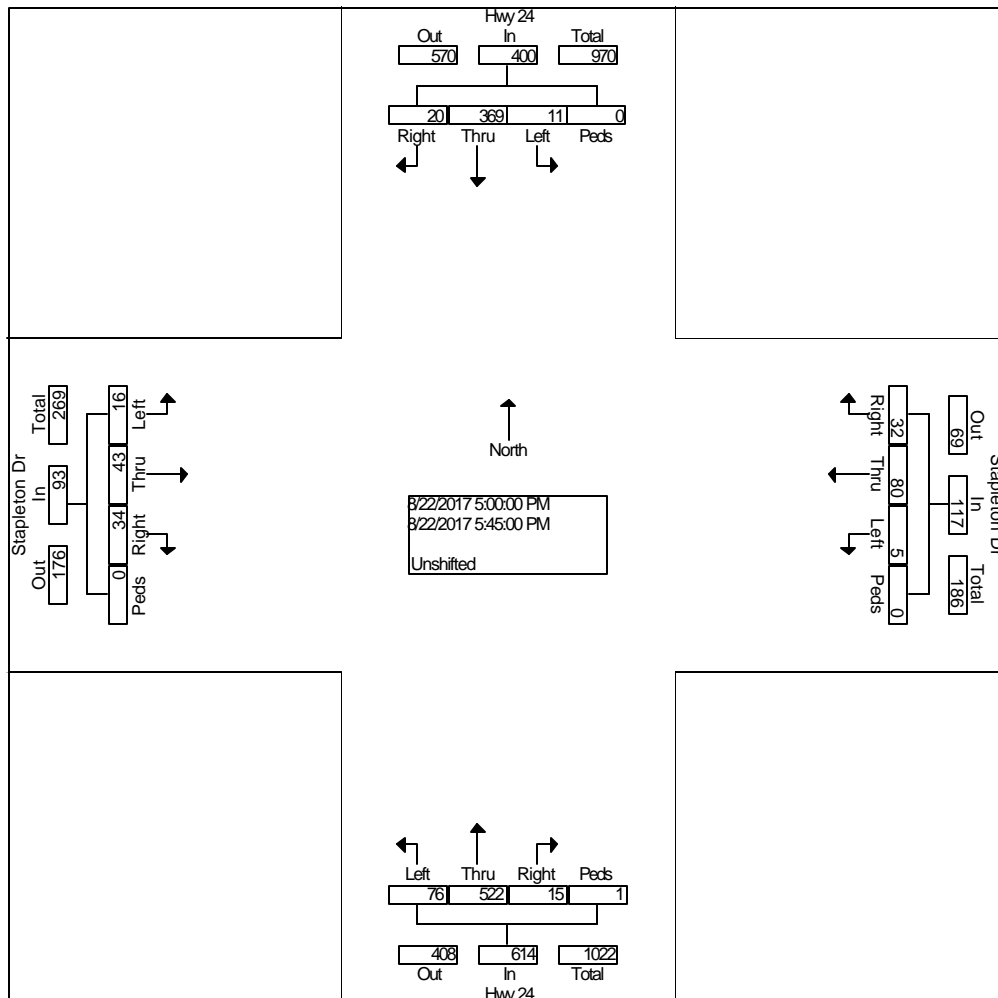 Hwy 24
Out In Total
570 400 970
20 369 11 0
Right Thru Left Peds
Stapleton Dr
Total In Out
269 93 176
16 43 34 0
Left Thru Right Peds
North
8/22/2017 5:00:00 PM
8/22/2017 5:45:00 PM
Unshifted
Right Thru Left Peds
32 80 5 0
Out In Total
69 117 186
Stapleton Dr
Left Thru Right Peds
76 522 15 1
408 614 1022
Out In Total
Hwy 24